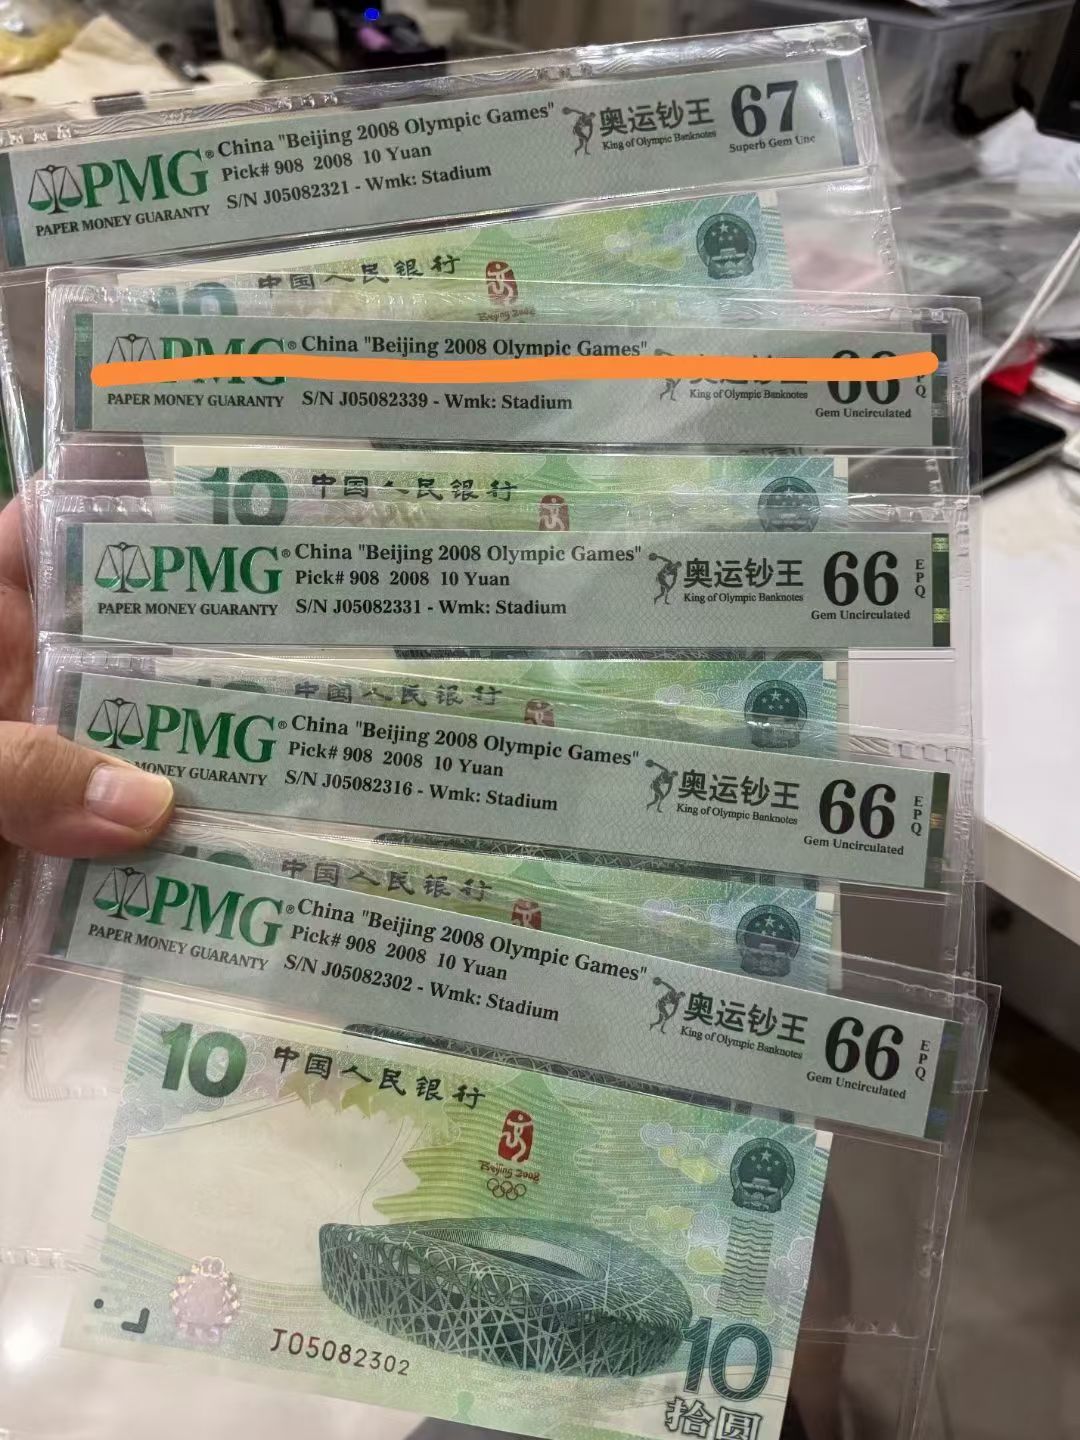 PMG® China "Beijing 2008 Olympic Games" 奥运钞王 67
Pick# 908 2008 10 Yuan King of Olympic Banknotes Superb Gem Unc
PAPER MONEY GUARANTY S/N J05082321 - Wmk: Stadium
中国人民银行
Beijing 2008
PMG® China "Beijing 2008 Olympic Games" 66 EPQ
PAPER MONEY GUARANTY S/N J05082339 - Wmk: Stadium King of Olympic Banknotes Gem Uncirculated
10 中国人民银行
PMG® China "Beijing 2008 Olympic Games" 奥运钞王 66 EPQ
Pick# 908 2008 10 Yuan King of Olympic Banknotes
PAPER MONEY GUARANTY S/N J05082331 - Wmk: Stadium Gem Uncirculated
中国人民银行
PMG® China "Beijing 2008 Olympic Games" 奥运钞王 66 EPQ
Pick# 908 2008 10 Yuan King of Olympic Banknotes
MONEY GUARANTY S/N J05082316 - Wmk: Stadium Gem Uncirculated
中国人民银行
PMG® China "Beijing 2008 Olympic Games" 奥运钞王 66 EPQ
Pick# 908 2008 10 Yuan King of Olympic Banknotes
PAPER MONEY GUARANTY S/N J05082302 - Wmk: Stadium Gem Uncirculated
10 中国人民银行
Beijing 2008
J05082302
10
拾圆